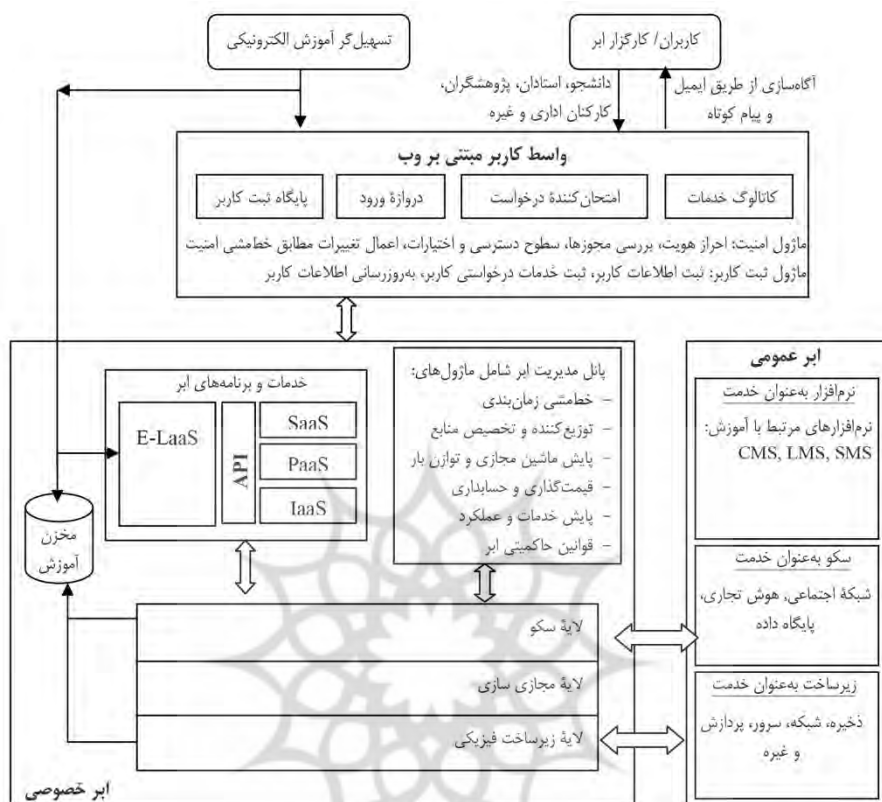 کاربران/ کارگزار ابر
تسهیل‌گر آموزش الکترونیکی
آگاه‌سازی از طریق ایمیل
و پیام کوتاه
دانشجو، استادان، پژوهشگران،
کارکنان اداری و غیره
واسط کاربر مبتنی بر وب
کاتالوگ خدمات
امتحان‌کنندهٔ درخواست
دروازهٔ ورود
پایگاه ثبت کاربر
ماژول امنیت: احراز هویت، بررسی مجوزها، سطوح دسترسی و اختیارات، اعمال تغییرات مطابق خط‌مشی امنیت
ماژول ثبت کاربر: ثبت اطلاعات کاربر، ثبت خدمات درخواستی کاربر، به‌روزرسانی اطلاعات کاربر
ابر عمومی
نرم‌افزار به‌عنوان خدمت
نرم‌افزارهای مرتبط با آموزش:
CMS, LMS, SMS
سکو به‌عنوان خدمت
شبکهٔ اجتماعی، هوش تجاری،
پایگاه داده
زیرساخت به‌عنوان خدمت
ذخیره، شبکه، سرور، پردازش
و غیره
پانل مدیریت ابر شامل ماژول‌های:
– خط‌مشی زمان‌بندی
– توزیع‌کننده و تخصیص منابع
– پایش ماشین مجازی و توازن بار
– قیمت‌گذاری و حسابداری
– پایش خدمات و عملکرد
– قوانین حاکمیتی ابر
خدمات و برنامه‌های ابر
E-LaaS
API
SaaS
PaaS
IaaS
مخزن
آموزش
لایهٔ سکو
لایهٔ مجازی سازی
لایهٔ زیرساخت فیزیکی
ابر خصوصی